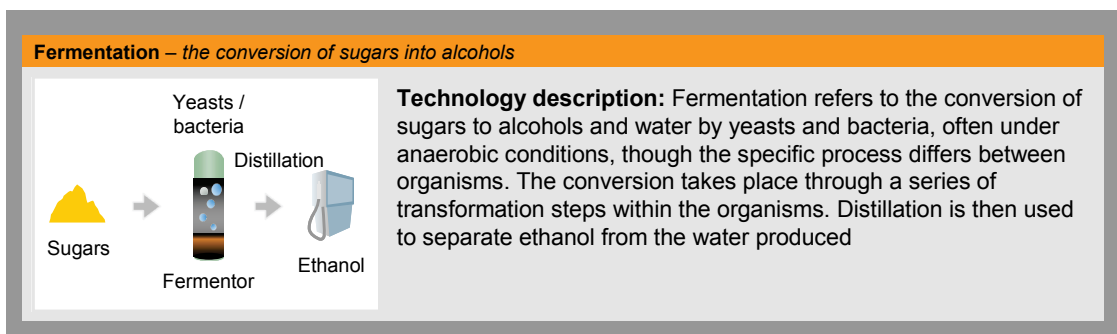 Fermentation – the conversion of sugars into alcohols
Yeasts /
bacteria
Distillation
Sugars
Fermentor
Ethanol
Technology description: Fermentation refers to the conversion of
sugars to alcohols and water by yeasts and bacteria, often under
anaerobic conditions, though the specific process differs between
organisms. The conversion takes place through a series of
transformation steps within the organisms. Distillation is then used
to separate ethanol from the water produced